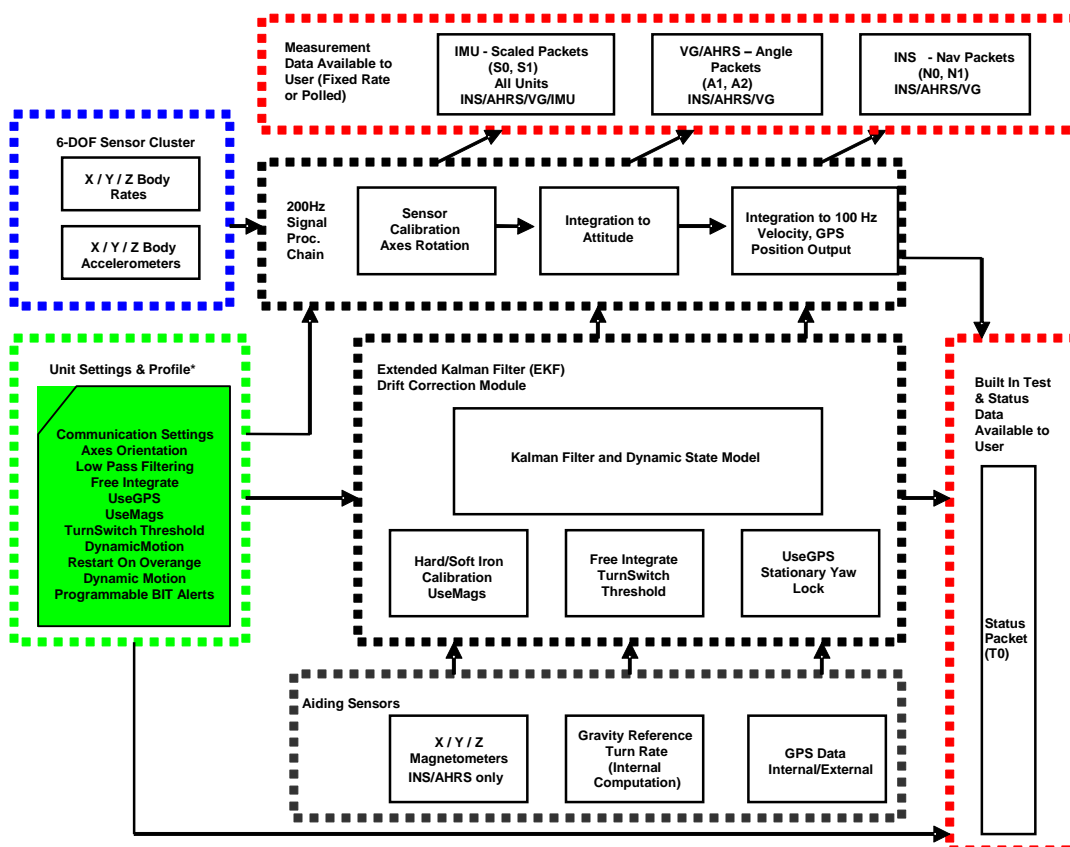 Measurement
Data Available to
User (Fixed Rate
or Polled)
IMU - Scaled Packets
(S0, S1)
All Units
INS/AHRS/VG/IMU
VG/AHRS – Angle
Packets
(A1, A2)
INS/AHRS/VG
INS - Nav Packets
(N0, N1)
INS/AHRS/VG
6-DOF Sensor Cluster
X / Y / Z Body
Rates
X / Y / Z Body
Accelerometers
200Hz
Signal
Proc.
Chain
Sensor
Calibration
Axes Rotation
Integration to
Attitude
Integration to 100 Hz
Velocity, GPS
Position Output
Unit Settings & Profile*
Communication Settings
Axes Orientation
Low Pass Filtering
Free Integrate
UseGPS
UseMags
TurnSwitch Threshold
DynamicMotion
Restart On Overange
Dynamic Motion
Programmable BIT Alerts
Extended Kalman Filter (EKF)
Drift Correction Module
Kalman Filter and Dynamic State Model
Hard/Soft Iron
Calibration
UseMags
Free Integrate
TurnSwitch
Threshold
UseGPS
Stationary Yaw
Lock
Built In Test
& Status
Data
Available to
User
Status
Packet
(T0)
Aiding Sensors
X / Y / Z
Magnetometers
INS/AHRS only
Gravity Reference
Turn Rate
(Internal
Computation)
GPS Data
Internal/External